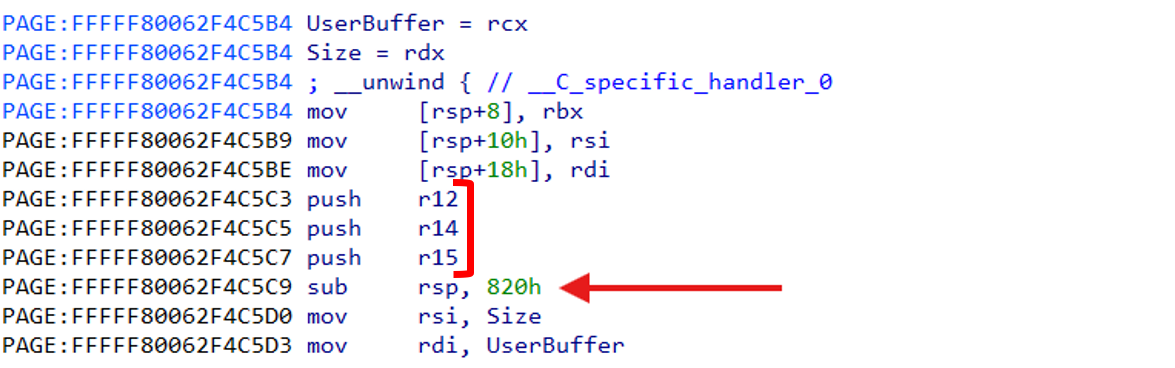 PAGE:FFFFF80062F4C5B4 UserBuffer = rcx
PAGE:FFFFF80062F4C5B4 Size = rdx
PAGE:FFFFF80062F4C5B4 ; __unwind { // __C_specific_handler_0
PAGE:FFFFF80062F4C5B4 mov     [rsp+8], rbx
PAGE:FFFFF80062F4C5B9 mov     [rsp+10h], rsi
PAGE:FFFFF80062F4C5BE mov     [rsp+18h], rdi
PAGE:FFFFF80062F4C5C3 push    r12
PAGE:FFFFF80062F4C5C5 push    r14
PAGE:FFFFF80062F4C5C7 push    r15
PAGE:FFFFF80062F4C5C9 sub     rsp, 820h
PAGE:FFFFF80062F4C5D0 mov     rsi, Size
PAGE:FFFFF80062F4C5D3 mov     rdi, UserBuffer